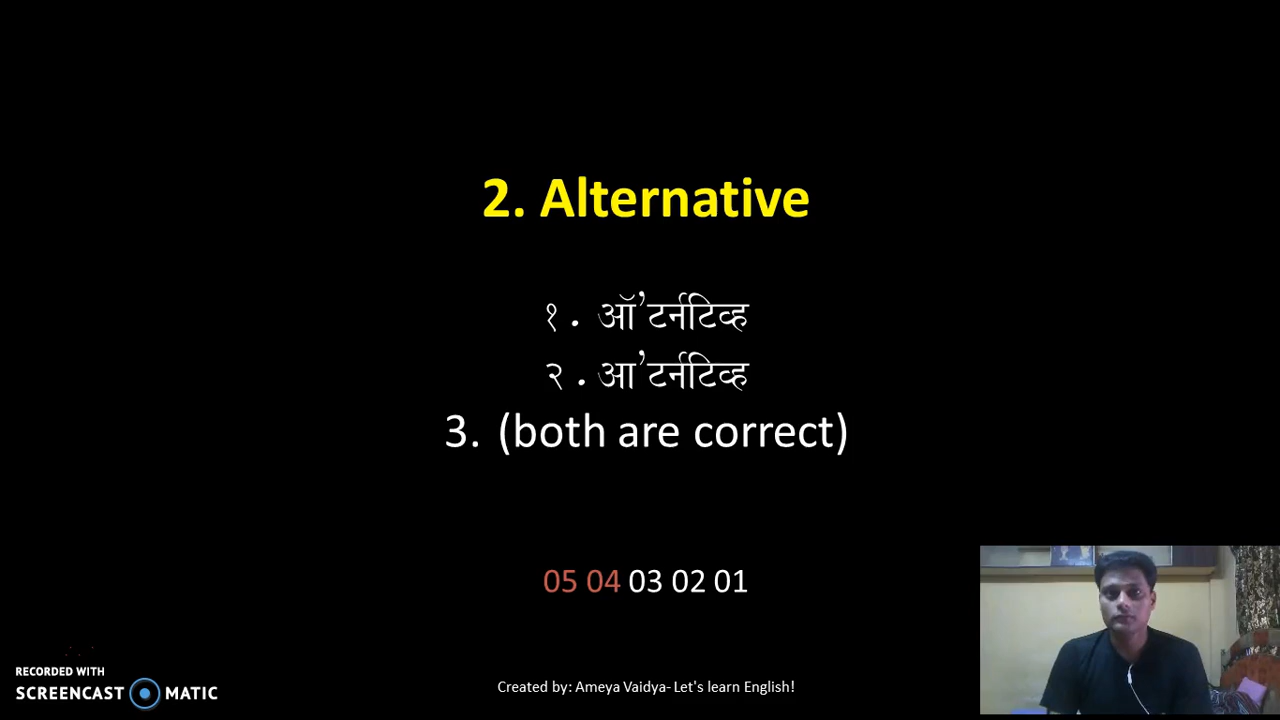 2. Alternative
१. ऑ’टर्नटिव्ह
२. आ’टर्नटिव्ह
3. (both are correct)
05 04 03 02 01
RECORDED WITH
SCREENCAST MATIC
Created by: Ameya Vaidya- Let's learn English!